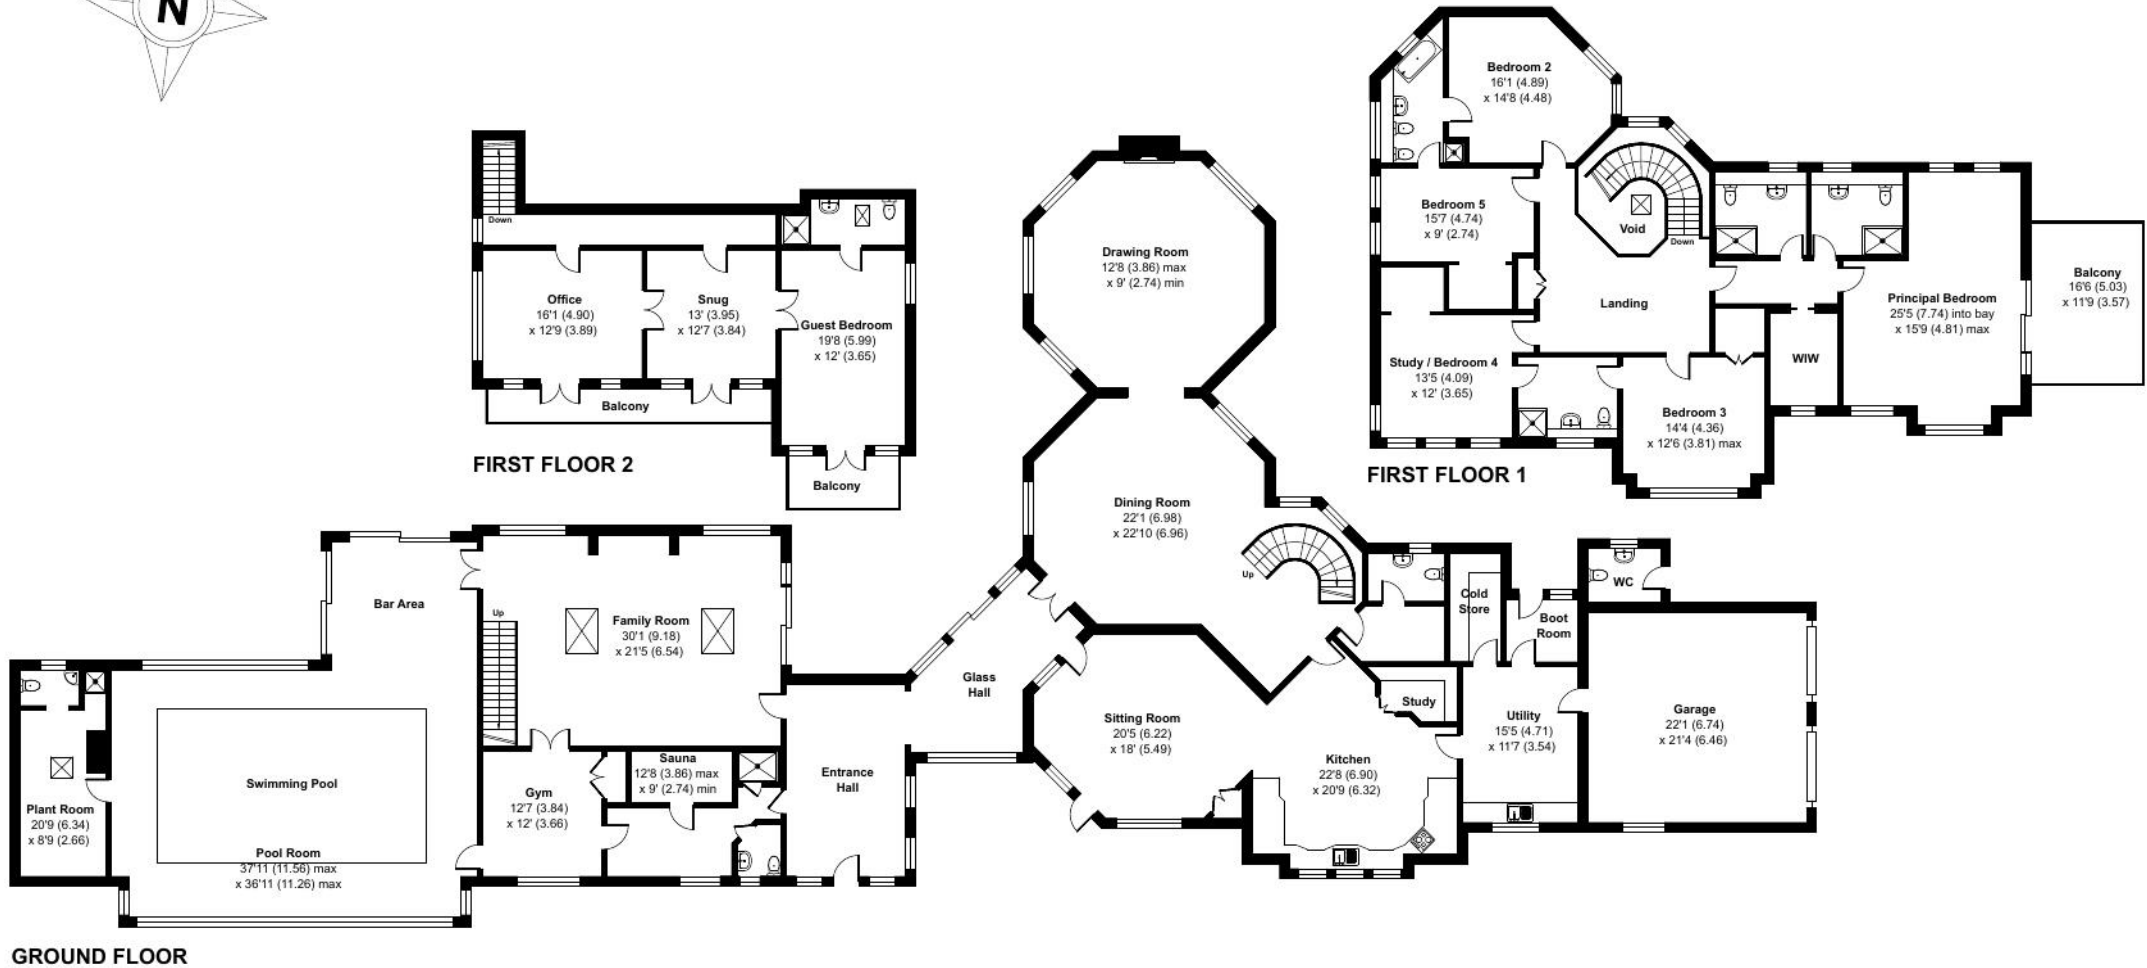 N
Bedroom 2
16'1 (4.89)
x 14'8 (4.48)
Bedroom 5
15'7 (4.74)
x 9' (2.74)
Void
Down
Landing
Study / Bedroom 4
13'5 (4.09)
x 12' (3.65)
Bedroom 3
14'4 (4.36)
x 12'6 (3.81) max
WIW
Principal Bedroom
25'5 (7.74) into bay
x 15'9 (4.81) max
Balcony
16'6 (5.03)
x 11'9 (3.57)
FIRST FLOOR 1
Down
Office
16'1 (4.90)
x 12'9 (3.89)
Snug
13' (3.95)
x 12'7 (3.84)
Guest Bedroom
19'8 (5.99)
x 12' (3.65)
Balcony
Balcony
FIRST FLOOR 2
Drawing Room
12'8 (3.86) max
x 9' (2.74) min
Dining Room
22'1 (6.98)
x 22'10 (6.96)
Up
Bar Area
Up
Family Room
30'1 (9.18)
x 21'5 (6.54)
Glass
Hall
Cold
Store
Boot
Room
WC
Sitting Room
20'5 (6.22)
x 18' (5.49)
Study
Kitchen
22'8 (6.90)
x 20'9 (6.32)
Utility
15'5 (4.71)
x 11'7 (3.54)
Garage
22'1 (6.74)
x 21'4 (6.46)
Swimming Pool
Plant Room
20'9 (6.34)
x 8'9 (2.66)
Pool Room
37'11 (11.56) max
x 36'11 (11.26) max
Gym
12'7 (3.84)
x 12' (3.66)
Sauna
12'8 (3.86) max
x 9' (2.74) min
Entrance
Hall
GROUND FLOOR